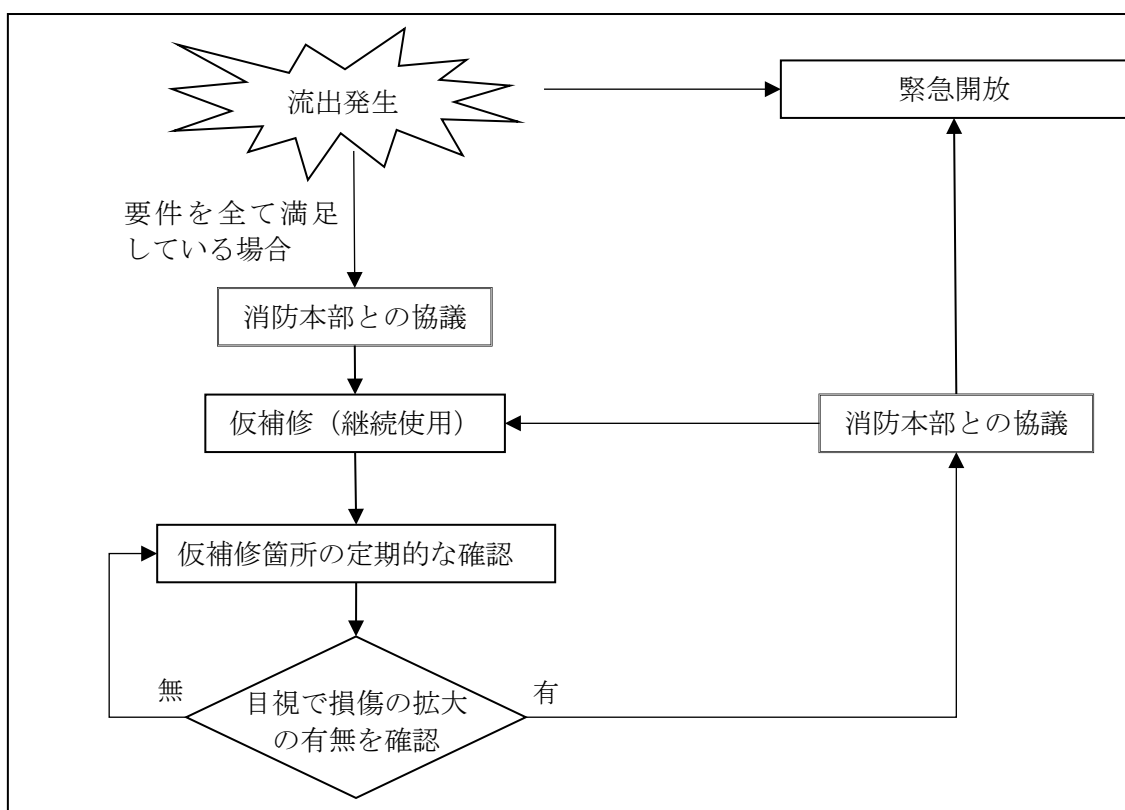 流出発生
緊急開放
要件を全て満足
している場合
消防本部との協議
仮補修（継続使用）
消防本部との協議
仮補修箇所の定期的な確認
無
有
目視で損傷の拡大
の有無を確認